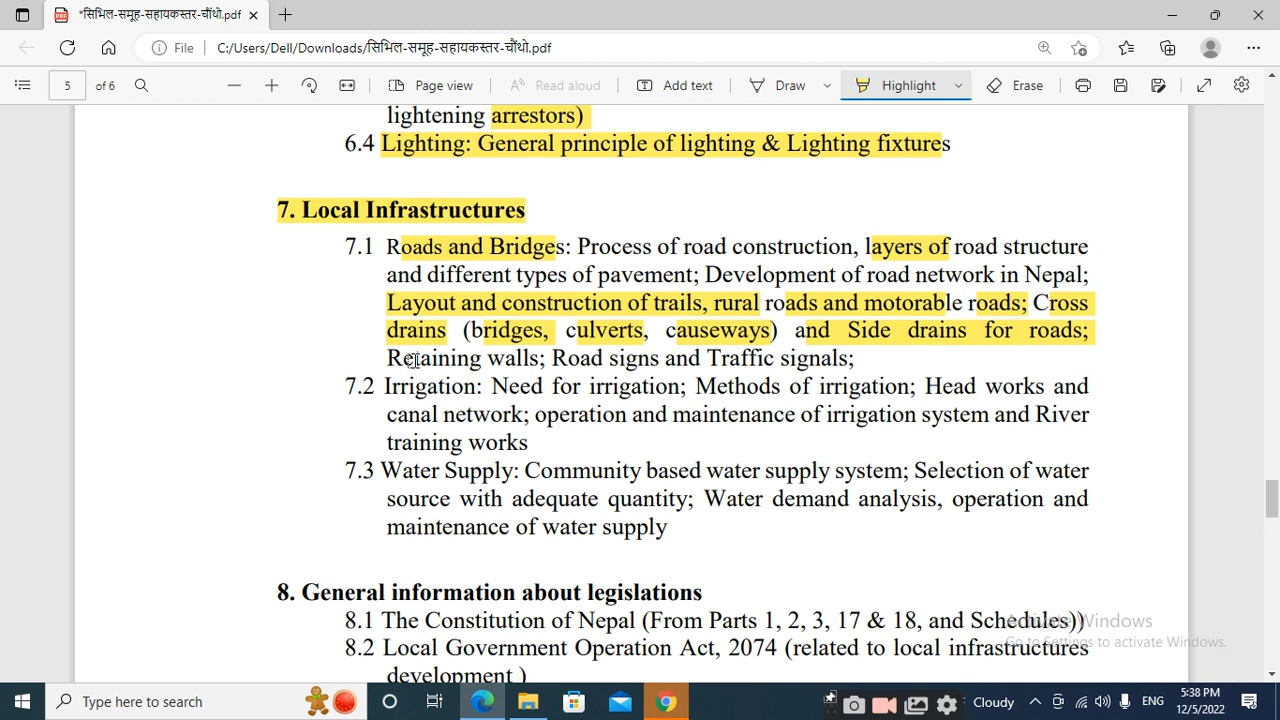 *सिभिल-समूह-सहायकस्तर-चौंथो.pdf
File C:/Users/Dell/Downloads/सिभिल-समूह-सहायकस्तर-चौंथो.pdf
5 of 6 Page view Read aloud Add text Draw Highlight Erase
lightening arrestors)
6.4 Lighting: General principle of lighting & Lighting fixtures
7. Local Infrastructures
7.1 Roads and Bridges: Process of road construction, layers of road structure
and different types of pavement; Development of road network in Nepal;
Layout and construction of trails, rural roads and motorable roads; Cross
drains (bridges, culverts, causeways) and Side drains for roads;
Retaining walls; Road signs and Traffic signals;
7.2 Irrigation: Need for irrigation; Methods of irrigation; Head works and
canal network; operation and maintenance of irrigation system and River
training works
7.3 Water Supply: Community based water supply system; Selection of water
source with adequate quantity; Water demand analysis, operation and
maintenance of water supply
8. General information about legislations
8.1 The Constitution of Nepal (From Parts 1, 2, 3, 17 & 18, and Schedules))
8.2 Local Government Operation Act, 2074 (related to local infrastructures
development )
Activate Windows
Go to Settings to activate Windows.
Type here to search
Cloudy
ENG
5:38 PM
12/5/2022